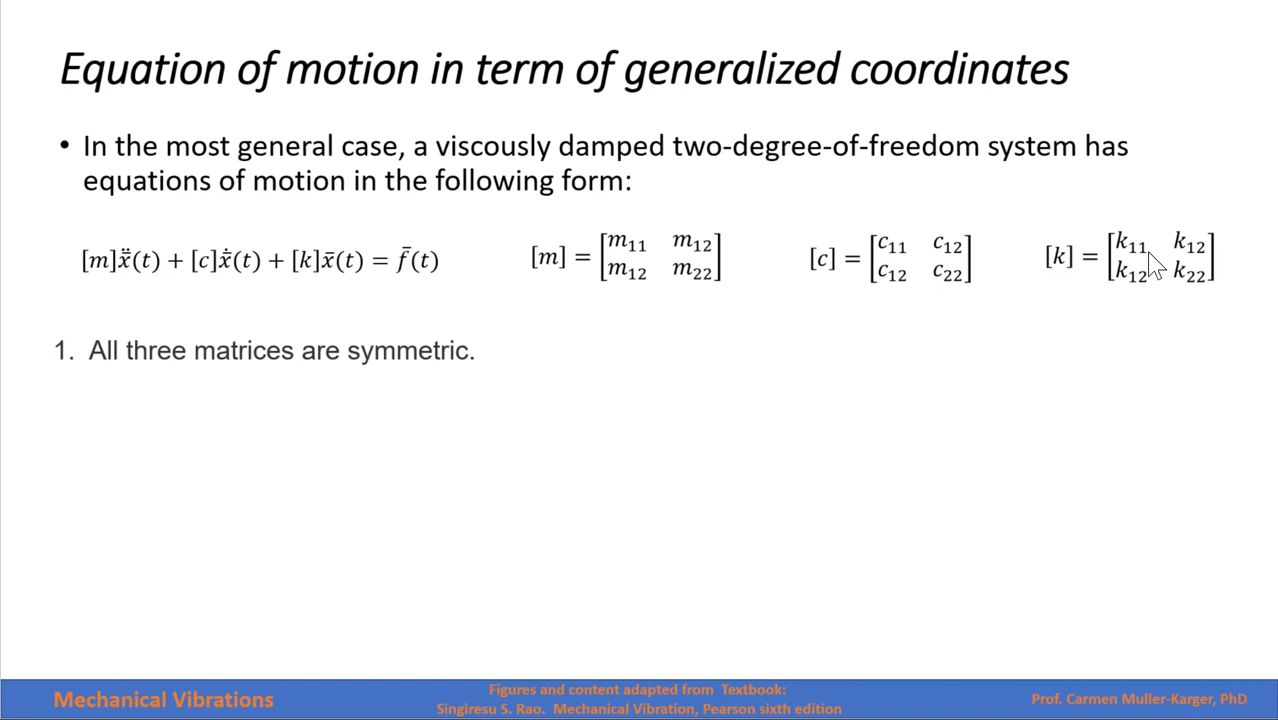 Equation of motion in term of generalized coordinates
• In the most general case, a viscously damped two-degree-of-freedom system has
equations of motion in the following form:
[m]ẍ̄(t) + [c]ẋ̄(t) + [k]x̄(t) = f̄(t)
[m] = [m₁₁ m₁₂
m₁₂ m₂₂]
[c] = [c₁₁ c₁₂
c₁₂ c₂₂]
[k] = [k₁₁ k₁₂
k₁₂ k₂₂]
1. All three matrices are symmetric.
Mechanical Vibrations
Figures and content adapted from Textbook:
Singiresu S. Rao. Mechanical Vibration, Pearson sixth edition
Prof. Carmen Muller-Karger, PhD